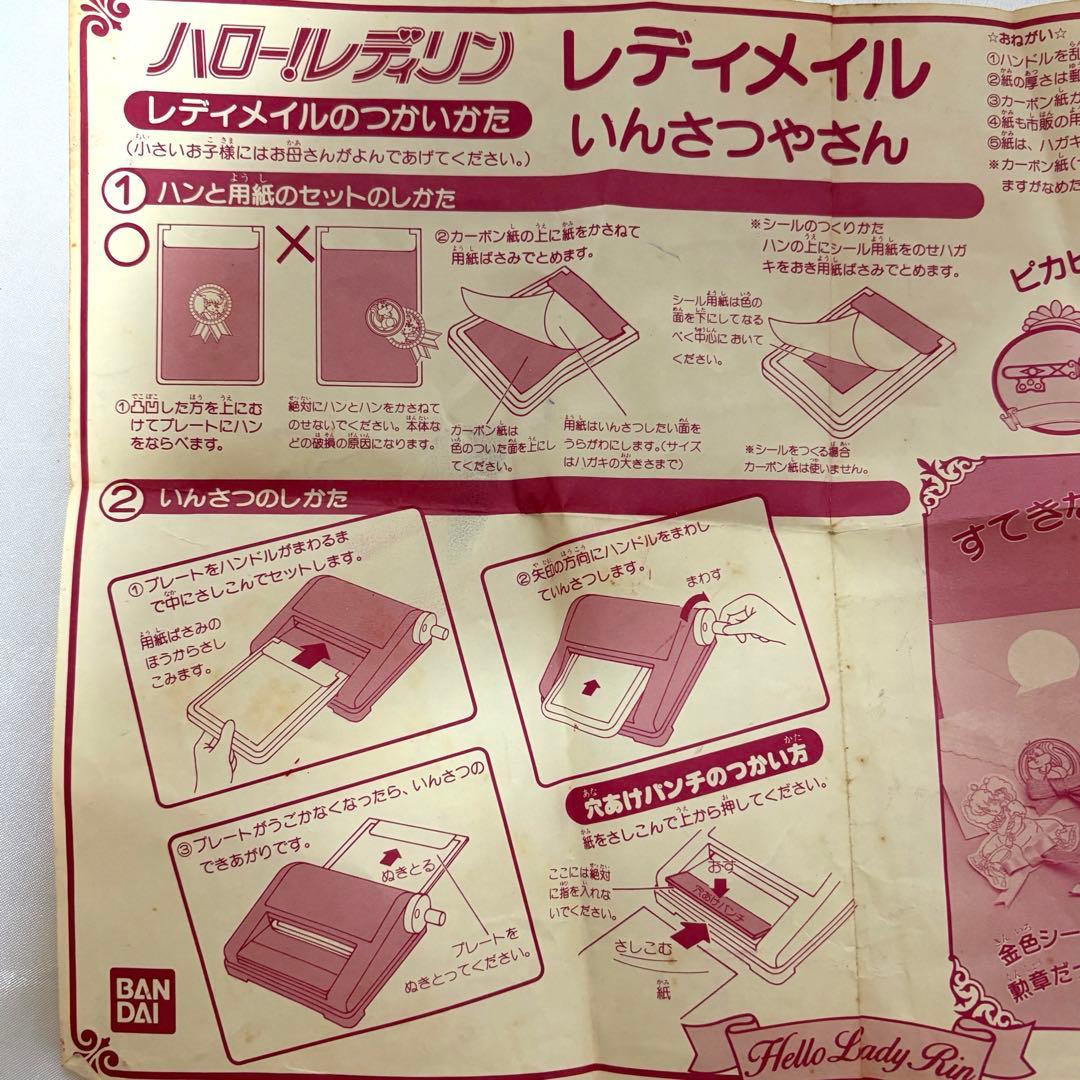 ハロー!レディリン
レディメイルのつかいかた
(小さいお子様にはお母さんがよんであげてください。)
レディメイル
いんさつやさん
☆おねがい☆
①ハンドルを乱
②紙の厚さは郵
③カーボン紙カ
④紙も市販の用
⑤紙は、ハガキ
※カーボン紙(
ますがなめた
1 ハンと用紙のセットのしかた
①凸凹した方を上にむ
けてプレートにハン
をならべます。
絶対にハンとハンをかさねて
のせないでください。本体な
どの破損の原因になります。
②カーボン紙の上に紙をかさねて
用紙ばさみでとめます。
カーボン紙は
色のついた面を上にし
てください。
用紙はいんさつしたい面を
うらがわにします。(サイズ
はハガキの大きさまで)
※シールのつくりかた
ハンの上にシール用紙をのせハガ
キをおき用紙ばさみでとめます。
シール用紙は色の
面を下にしてなる
べく中心において
ください。
※シールをつくる場合
カーボン紙は使いません。
ピカピ
2 いんさつのしかた
①プレートをハンドルがまわるま
で中にさしこんでセットします。
用紙ばさみの
ほうからさし
こみます。
②矢印の方向にハンドルをまわし
ていんさつします。
まわす
③プレートがうごかなくなったら、いんさつの
できあがりです。
ぬきとる
プレートを
ぬきとってください。
穴あけパンチのつかい方
紙をさしこんで上から押してください。
ここには絶対
に指を入れな
いでください。
おす
穴あけパンチ
さしこむ
紙
すてきな
金色シー
勲章だー
BAN
DAI
Hello Lady Rin